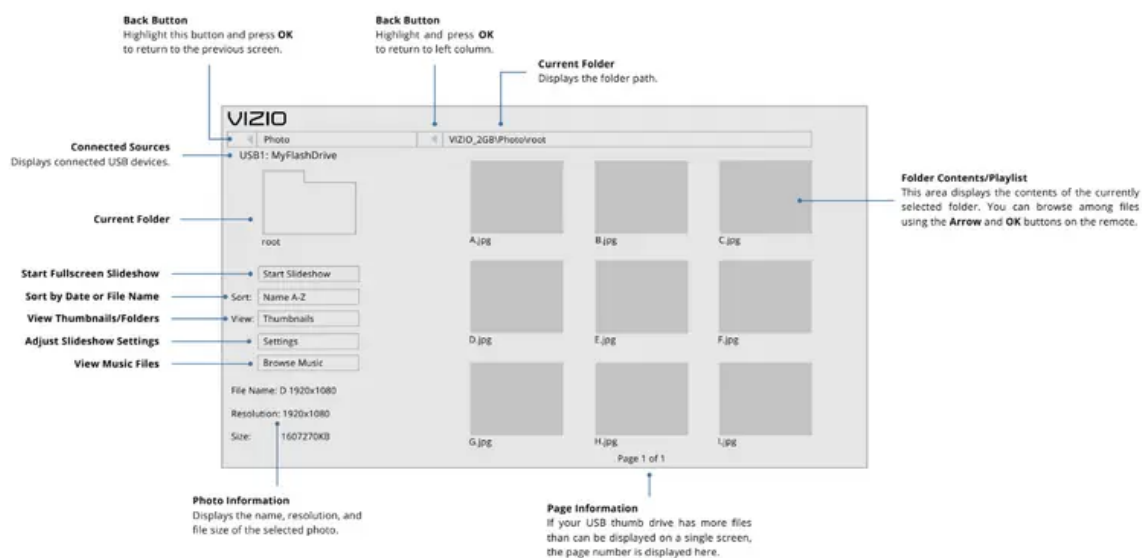 Back Button
Highlight this button and press OK
to return to the previous screen.
Back Button
Highlight and press OK
to return to left column.
Current Folder
Displays the folder path.
VIZIO
Photo
VIZIO_2GB\Photo\root
Connected Sources
Displays connected USB devices.
USB1: MyFlashDrive
Current Folder
root
A.jpg
B.jpg
C.jpg
Folder Contents/Playlist
This area displays the contents of the currently
selected folder. You can browse among files
using the Arrow and OK buttons on the remote.
Start Fullscreen Slideshow
Start Slideshow
Sort by Date or File Name
Sort: Name A-Z
View Thumbnails/Folders
View: Thumbnails
Adjust Slideshow Settings
Settings
View Music Files
Browse Music
D.jpg
E.jpg
F.jpg
File Name: D 1920x1080
Resolution: 1920x1080
Size: 1607270KB
G.jpg
H.jpg
I.jpg
Page 1 of 1
Photo Information
Displays the name, resolution, and
file size of the selected photo.
Page Information
If your USB thumb drive has more files
than can be displayed on a single screen,
the page number is displayed here.